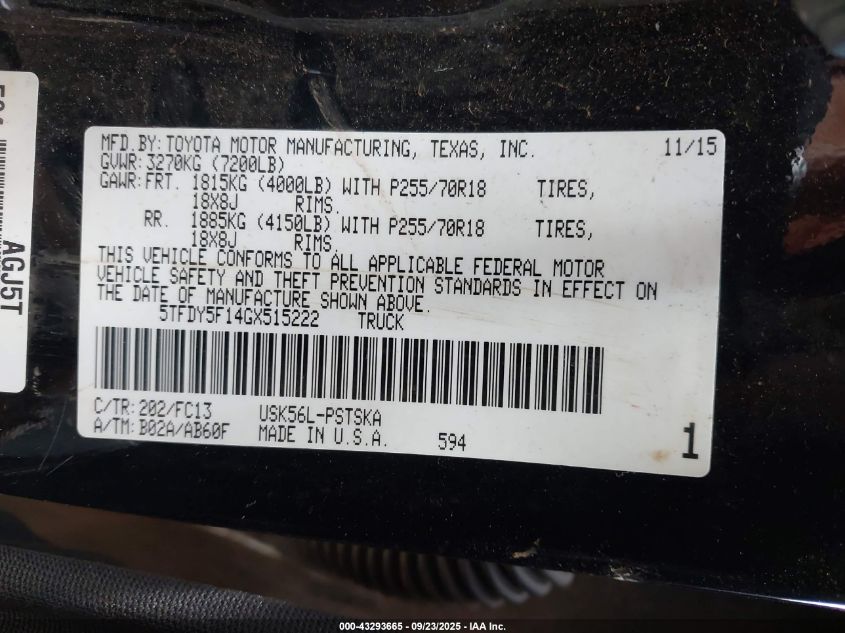 MFD.BY: TOYOTA MOTOR MANUFACTURING, TEXAS, INC. 11/15
GVWR: 3270KG (7200LB)
GAWR: FRT. 1815KG (4000LB) WITH P255/70R18 TIRES,
18X8J RIMS.
RR. 1885KG (4150LB) WITH P255/70R18 TIRES,
18X8J RIMS.
THIS VEHICLE CONFORMS TO ALL APPLICABLE FEDERAL MOTOR
VEHICLE SAFETY AND THEFT PREVENTION STANDARDS IN EFFECT ON
THE DATE OF MANUFACTURE SHOWN ABOVE.
5TFDY5F14GX515222 TRUCK
C/TR: 202/FC13 USK56L-PSTSKA
A/TM: B02A/AB60F MADE IN U.S.A. 594 1
AGJ5T
000-43293665 - 09/23/2025 - IAA Inc.